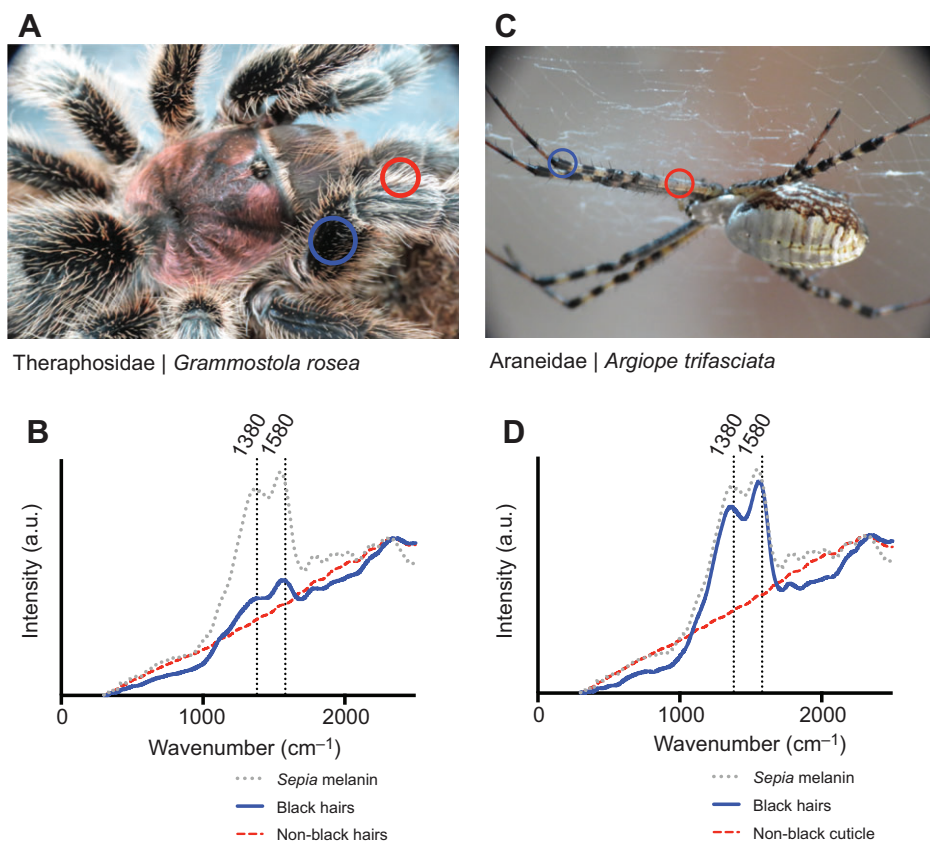 A
C
Theraphosidae | Grammostola rosea
Araneidae | Argiope trifasciata
B
1380
1580
Intensity (a.u.)
0
1000
2000
Wavenumber (cm–1)
Sepia melanin
Black hairs
Non-black hairs
D
1380
1580
Intensity (a.u.)
0
1000
2000
Wavenumber (cm–1)
Sepia melanin
Black hairs
Non-black cuticle